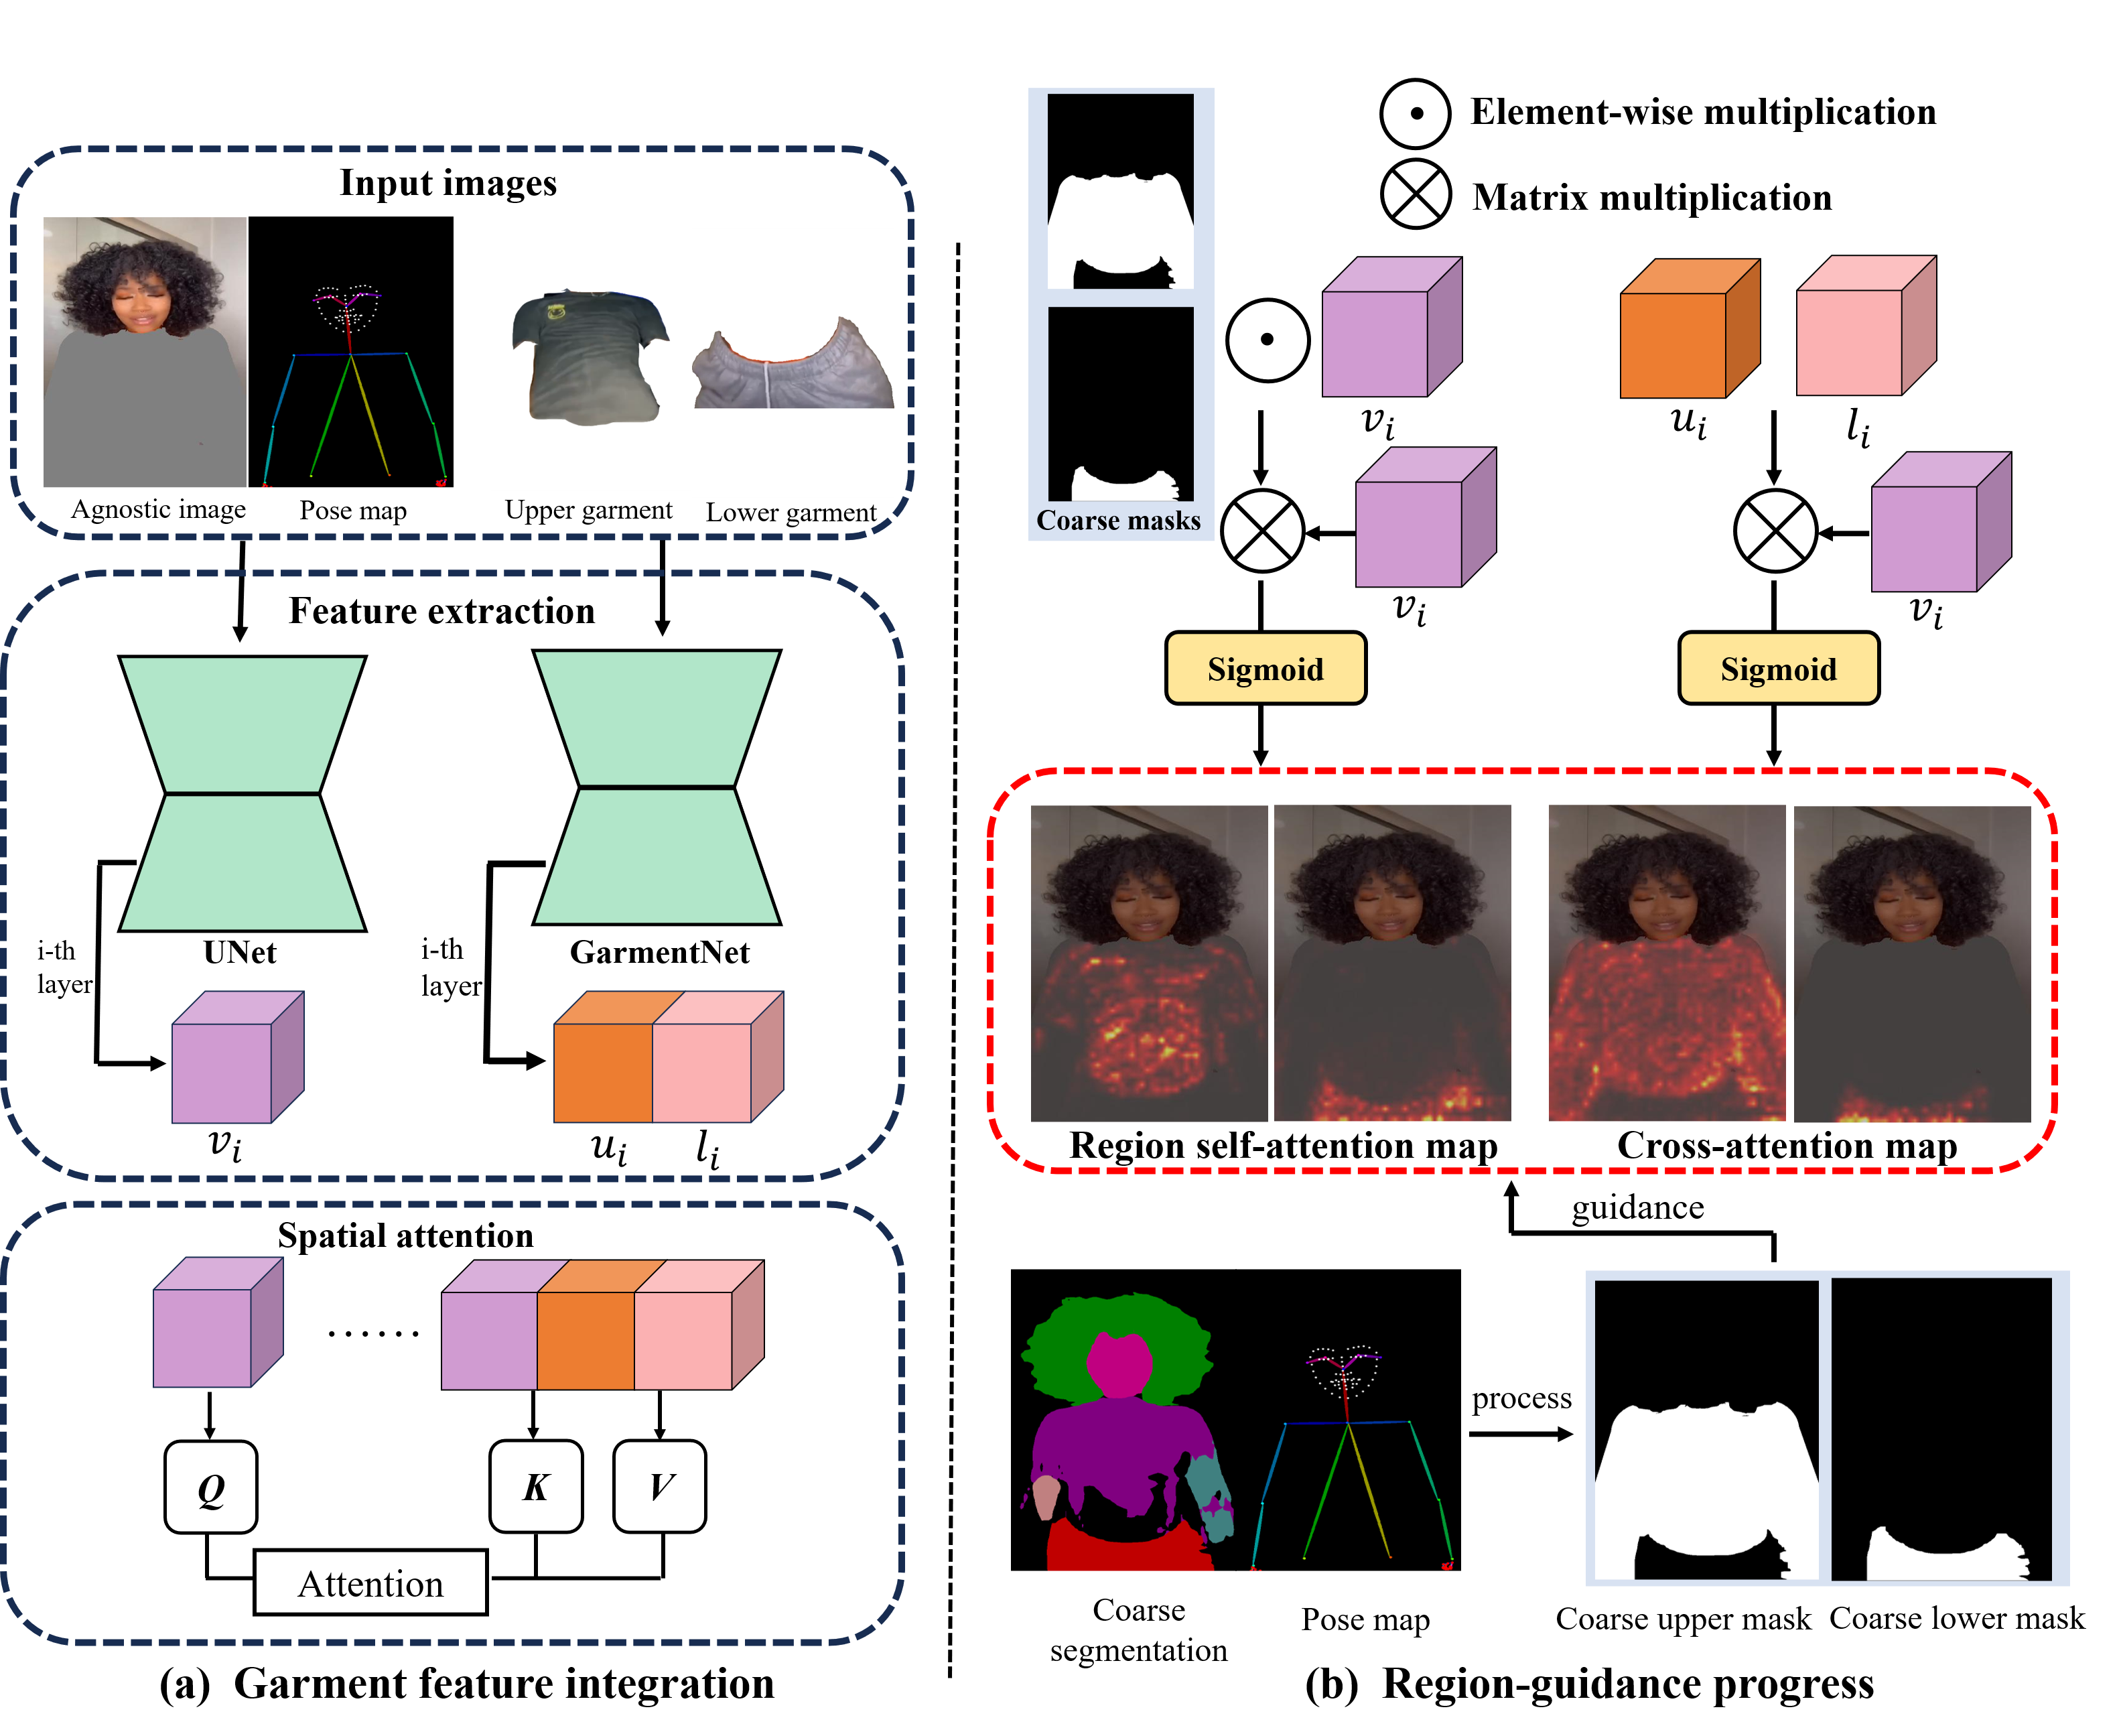 Input images
Agnostic image
Pose map
Upper garment
Lower garment
Feature extraction
i-th
layer
UNet
i-th
layer
GarmentNet
v_i
u_i
l_i
Spatial attention
......
Q
K
V
Attention
(a) Garment feature integration
Element-wise multiplication
Matrix multiplication
Coarse masks
v_i
u_i
l_i
v_i
v_i
Sigmoid
Sigmoid
Region self-attention map
Cross-attention map
guidance
process
Coarse
segmentation
Pose map
Coarse upper mask
Coarse lower mask
(b) Region-guidance progress